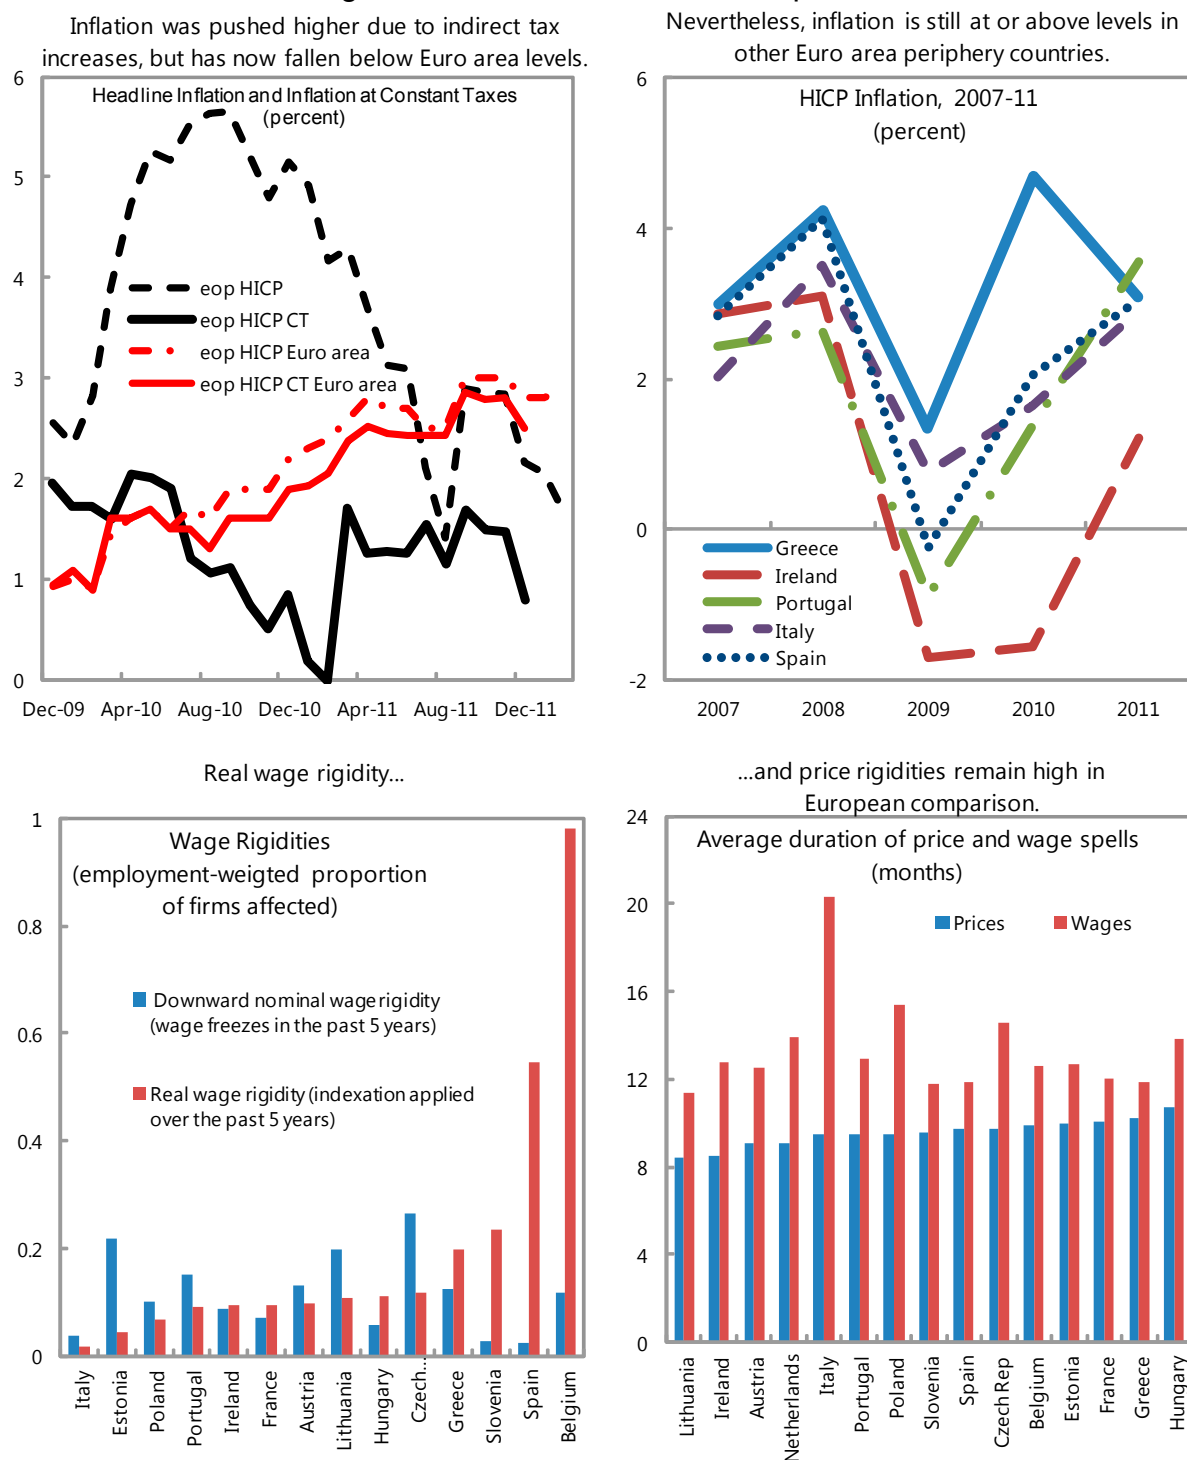 Inflation was pushed higher due to indirect tax
increases, but has now fallen below Euro area levels.
Headline Inflation and Inflation at Constant Taxes
(percent)
6
5
4
3
2
1
0
eop HICP
eop HICP CT
eop HICP Euro area
eop HICP CT Euro area
Dec-09 Apr-10 Aug-10 Dec-10 Apr-11 Aug-11 Dec-11
Nevertheless, inflation is still at or above levels in
other Euro area periphery countries.
HICP Inflation, 2007-11
(percent)
6
4
2
0
-2
Greece
Ireland
Portugal
Italy
Spain
2007 2008 2009 2010 2011
Real wage rigidity...
Wage Rigidities
(employment-weigted proportion
of firms affected)
1
0.8
0.6
0.4
0.2
0
Downward nominal wage rigidity
(wage freezes in the past 5 years)
Real wage rigidity (indexation applied
over the past 5 years)
Italy
Estonia
Poland
Portugal
Ireland
France
Austria
Lithuania
Hungary
Czech...
Greece
Slovenia
Spain
Belgium
...and price rigidities remain high in
European comparison.
Average duration of price and wage spells
(months)
24
20
16
12
8
4
0
Prices
Wages
Lithuania
Ireland
Austria
Netherlands
Italy
Portugal
Poland
Slovenia
Spain
Czech Rep
Belgium
Estonia
France
Greece
Hungary